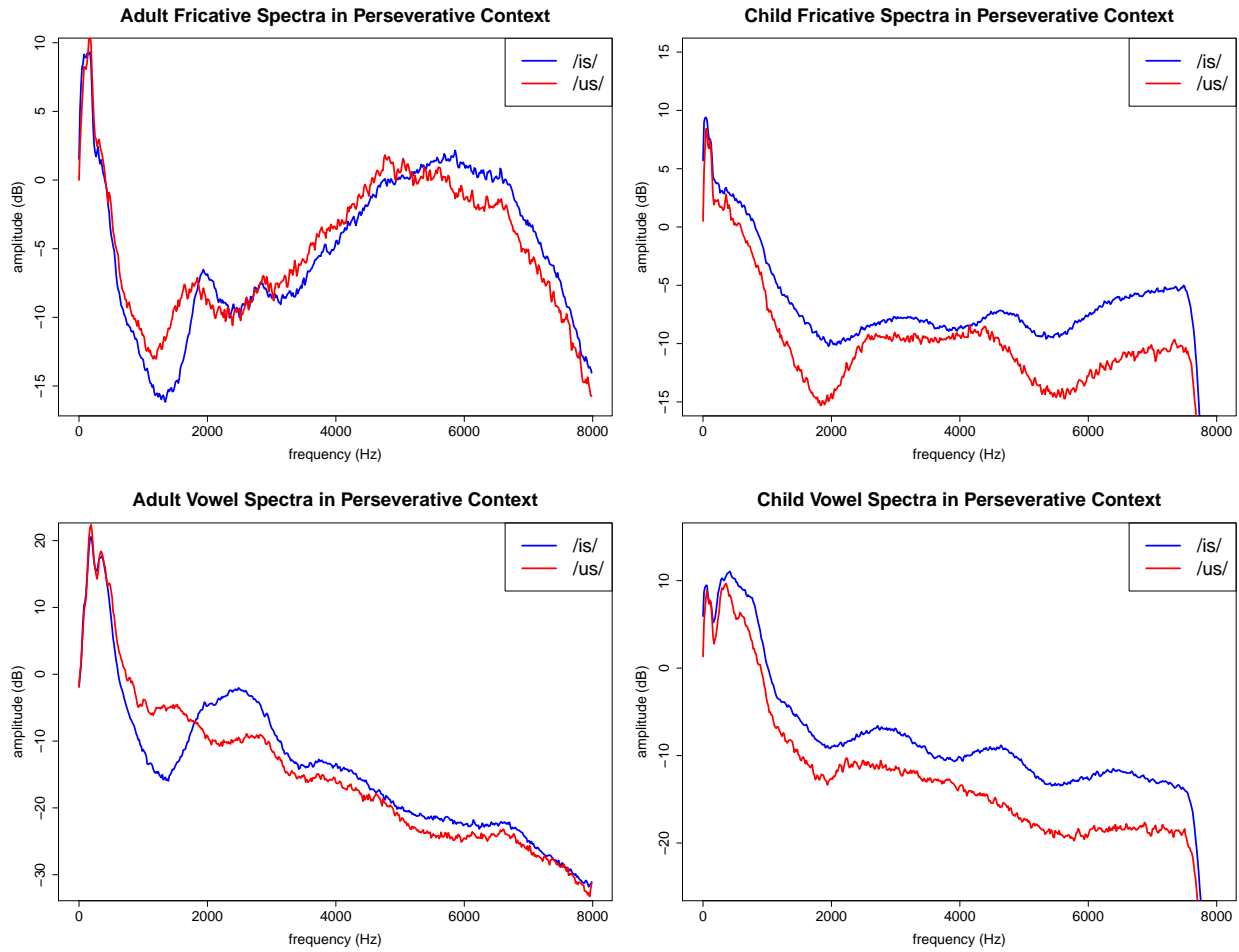 Adult Fricative Spectra in Perseverative Context
amplitude (dB)
10
5
0
−5
−10
−15
/is/
/us/
0 2000 4000 6000 8000
frequency (Hz)
Child Fricative Spectra in Perseverative Context
amplitude (dB)
15
10
5
0
−5
−10
−15
/is/
/us/
0 2000 4000 6000 8000
frequency (Hz)
Adult Vowel Spectra in Perseverative Context
amplitude (dB)
20
10
0
−10
−20
−30
/is/
/us/
0 2000 4000 6000 8000
frequency (Hz)
Child Vowel Spectra in Perseverative Context
amplitude (dB)
10
0
−10
−20
/is/
/us/
0 2000 4000 6000 8000
frequency (Hz)